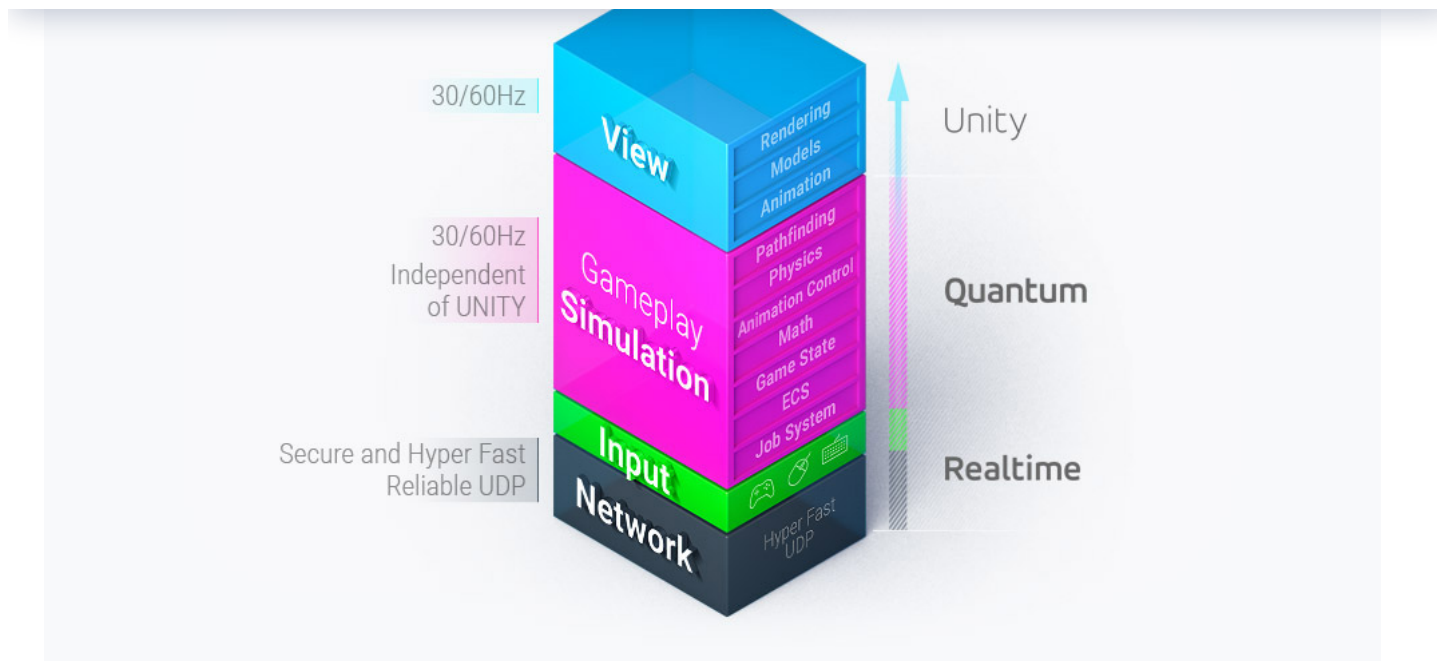 30/60Hz
30/60Hz
Independent
of UNITY
Secure and Hyper Fast
Reliable UDP
View
Gameplay
Simulation
Input
Network
Rendering
Models
Animation
Pathfinding
Physics
Animation Control
Math
Game State
ECS
Job System
Hyper Fast
UDP
Unity
Quantum
Realtime